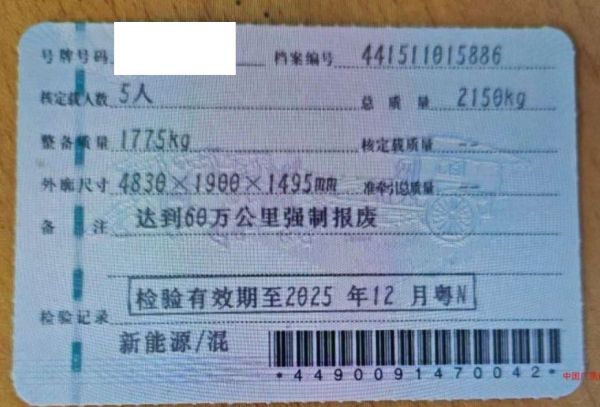 号牌号码 档案编号 441511015886
核定载人数 5人 总质量 2150kg
整备质量 1775kg 核定载质量 --
外廓尺寸 4830×1900×1495mm 准牵引总质量 --
备注 达到60万公里强制报废
检验有效期至2025 年12 月粤N
检验记录
新能源/混
*4490091470042*
中国